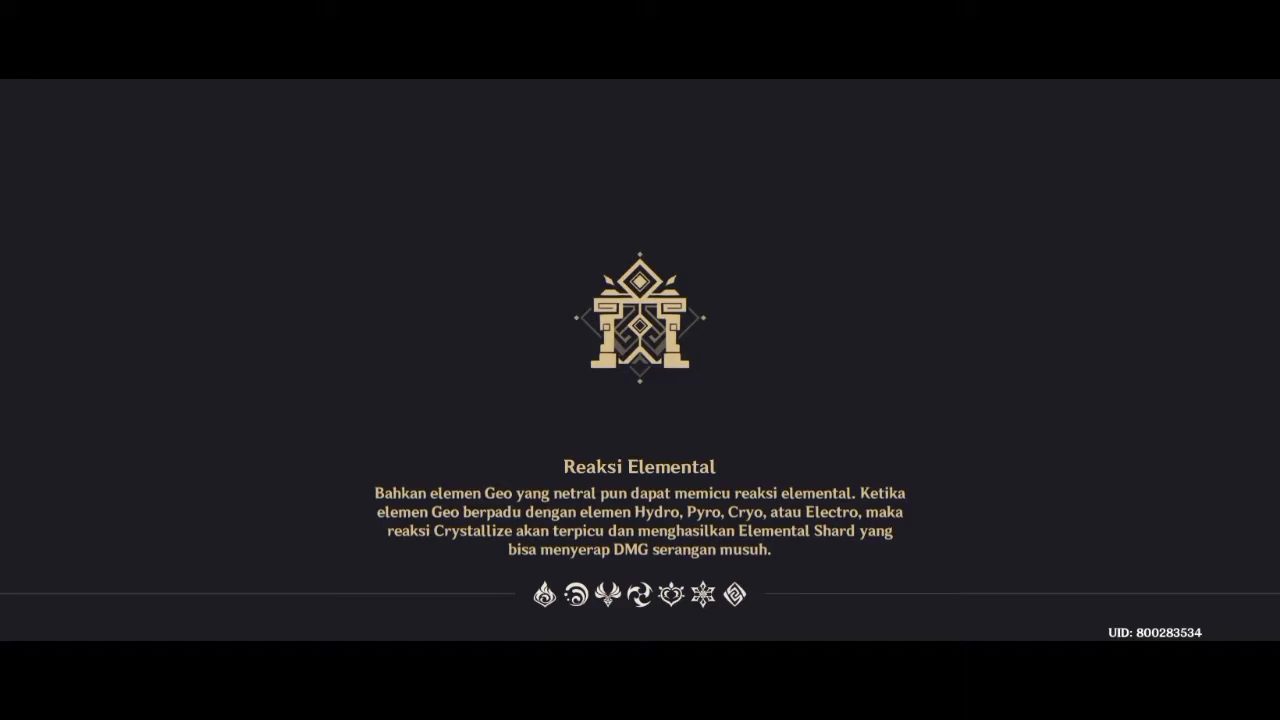 Reaksi Elemental
Bahkan elemen Geo yang netral pun dapat memicu reaksi elemental. Ketika
elemen Geo berpadu dengan elemen Hydro, Pyro, Cryo, atau Electro, maka
reaksi Crystallize akan terpicu dan menghasilkan Elemental Shard yang
bisa menyerap DMG serangan musuh.
UID: 800283534